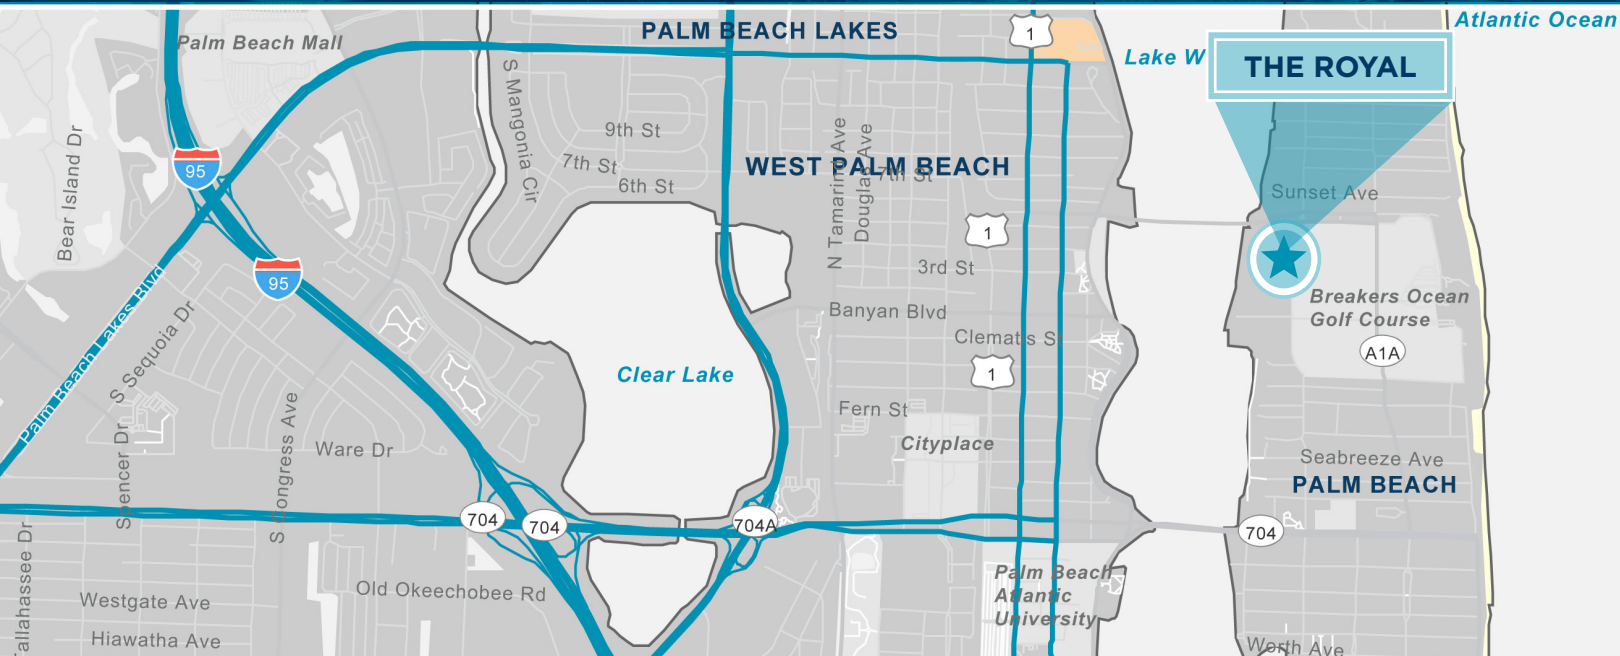 Atlantic Ocean
PALM BEACH LAKES
1
Palm Beach Mall
Lake W
THE ROYAL
S Mangonia Cir
9th St
7th St
6th St
WEST PALM BEACH
N Tamarind Ave
Douglas Ave
7th St
Bear Island Dr
95
Sunset Ave
1
3rd St
95
Breakers Ocean
Golf Course
Banyan Blvd
Clematis S
A1A
Palm Beach Lakes Blvd
S Sequoia Dr
Clear Lake
1
Fern St
Cityplace
Spencer Dr
S Congress Ave
Ware Dr
Seabreeze Ave
PALM BEACH
704
704
704A
704
Palm Beach
Atlantic
University
allahassee Dr
Westgate Ave
Old Okeechobee Rd
Hiawatha Ave
Worth Ave